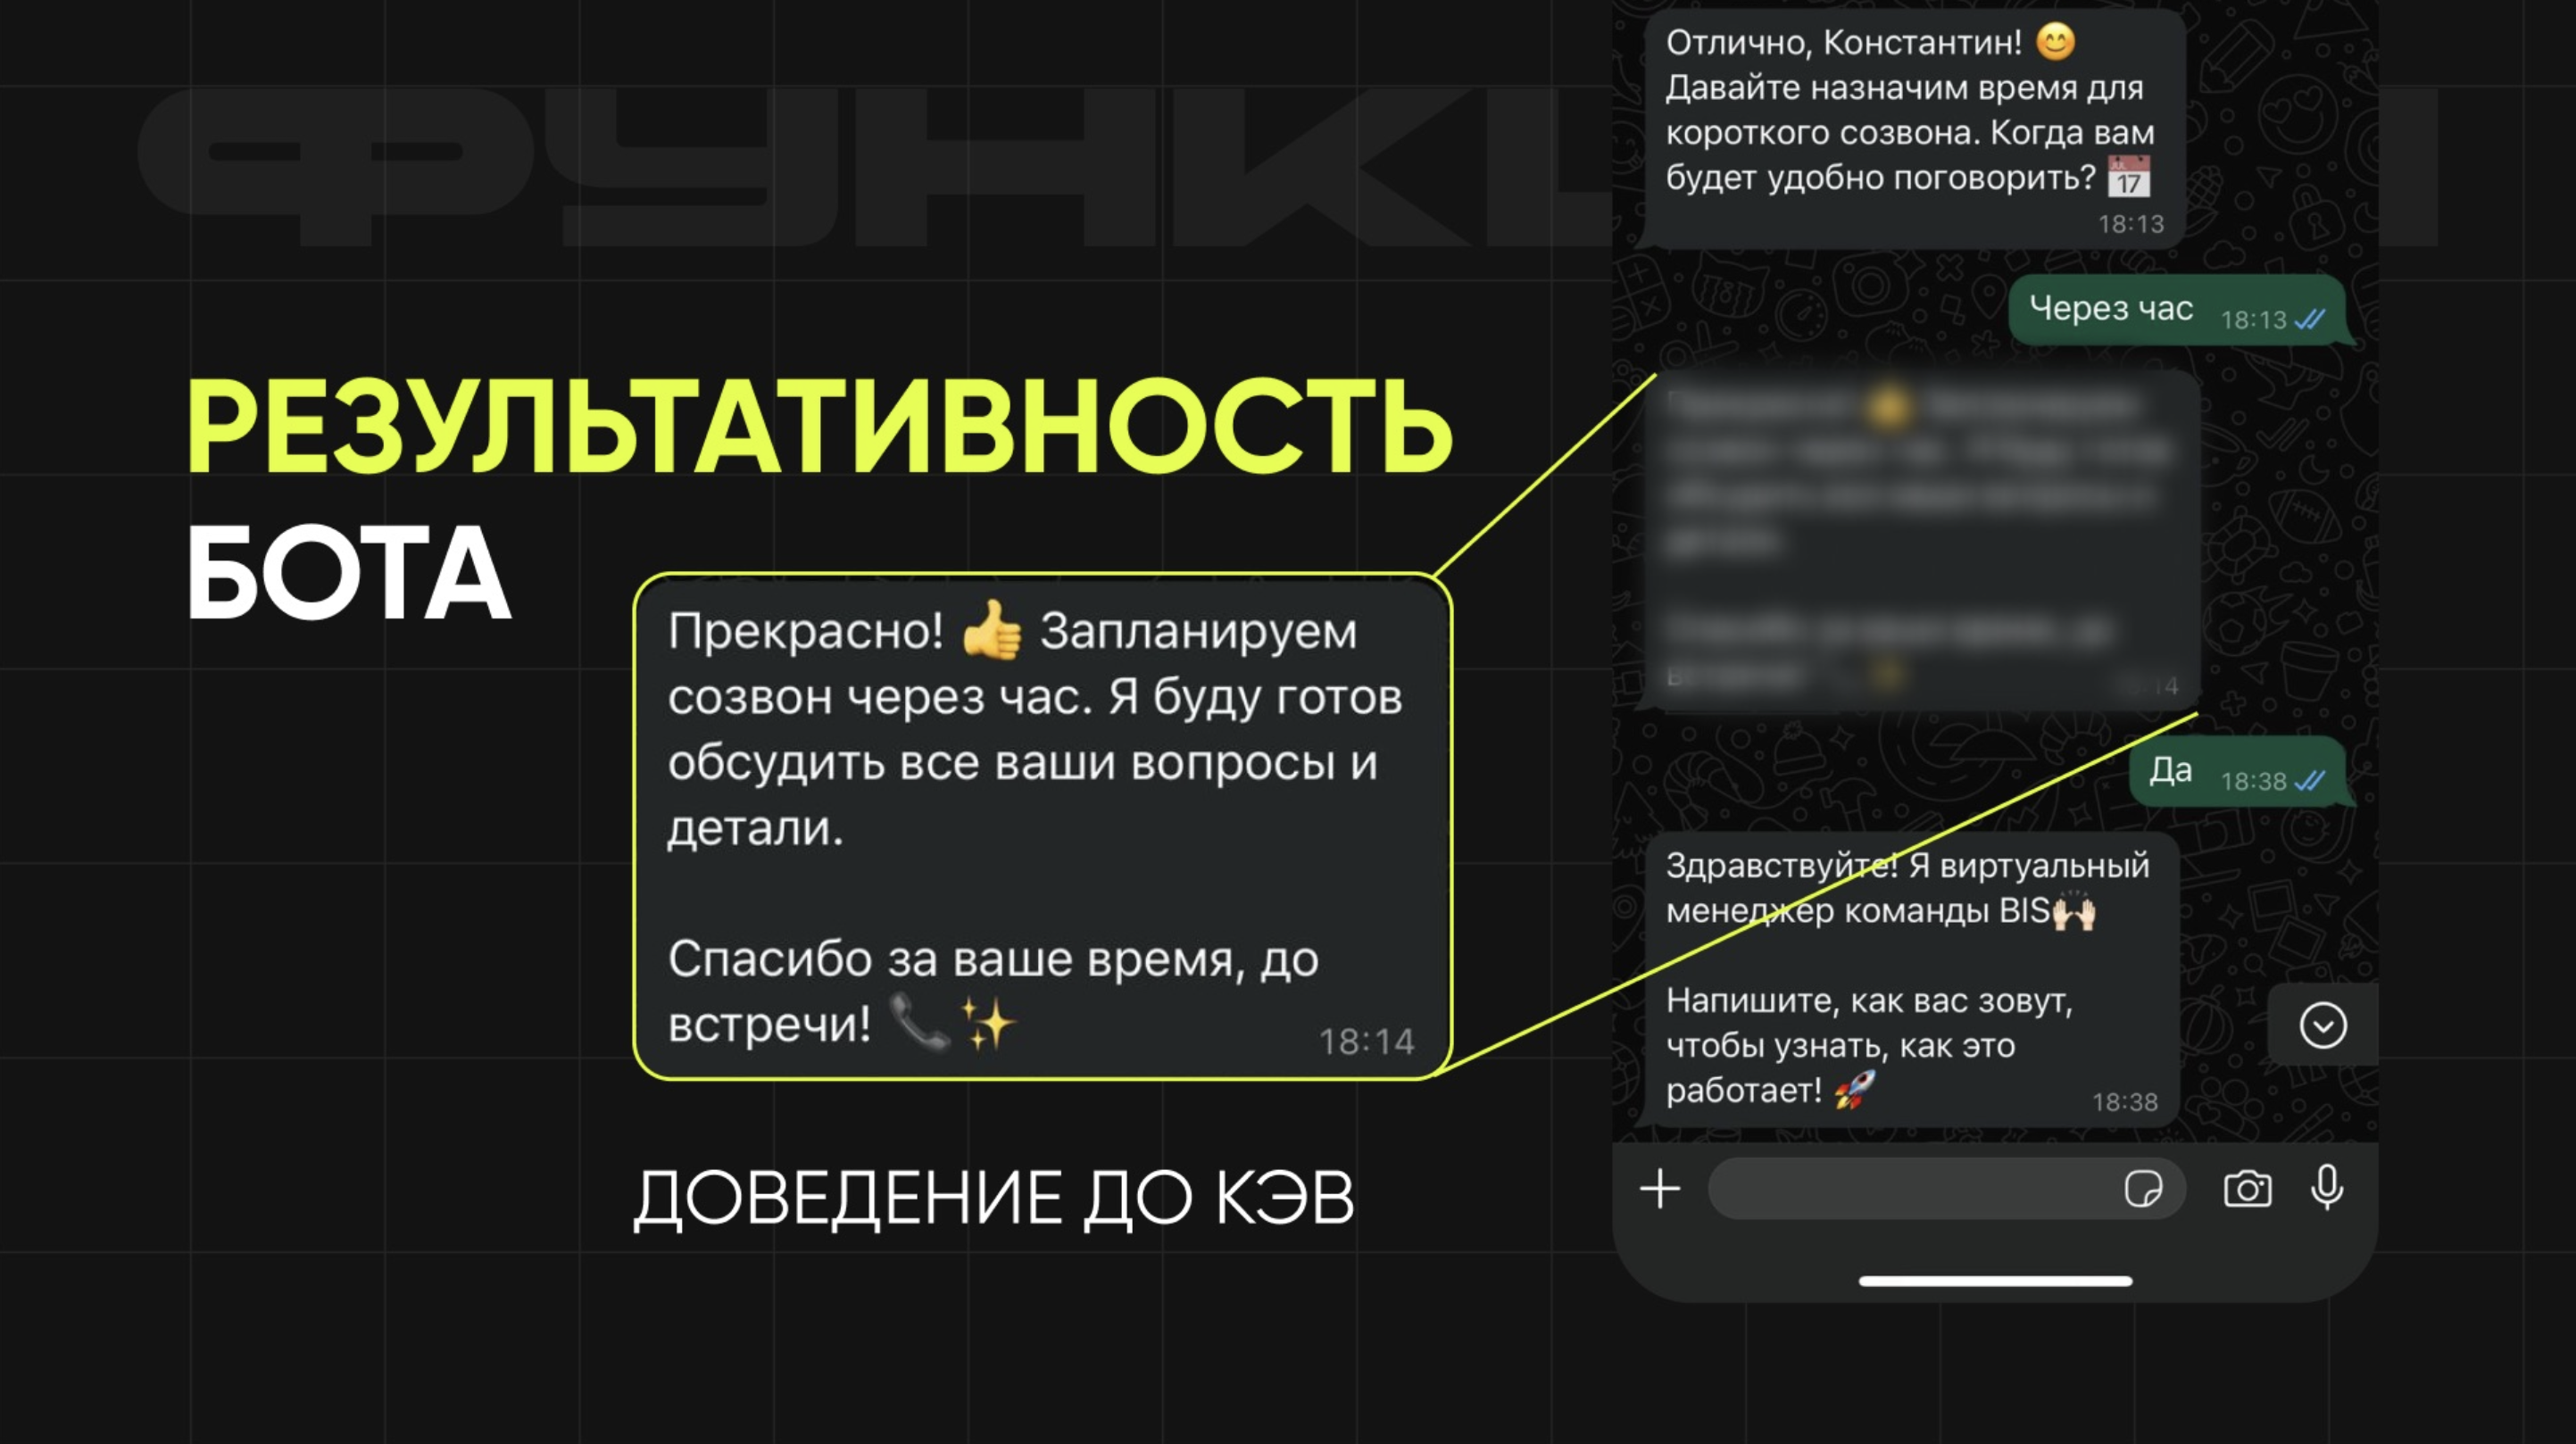 РЕЗУЛЬТАТИВНОСТЬ
БОТА
Прекрасно! 👍 Запланируем
созвон через час. Я буду готов
обсудить все ваши вопросы и
детали.
Спасибо за ваше время, до
встречи! 📞✨
18:14
ДОВЕДЕНИЕ ДО КЭВ
Отлично, Константин! 😊
Давайте назначим время для
короткого созвона. Когда вам
будет удобно поговорить? 📅
18:13
Через час 18:13
Да 18:38
Здравствуйте! Я виртуальный
менеджер команды BIS🙌🏻
Напишите, как вас зовут,
чтобы узнать, как это
работает! 🚀
18:38